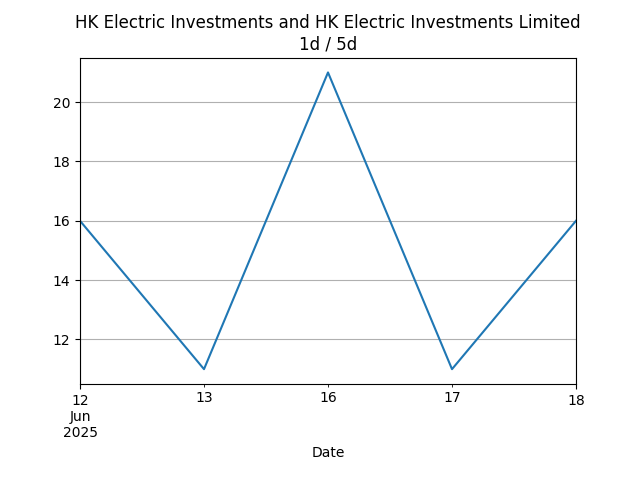 HK Electric Investments and HK Electric Investments Limited
1d / 5d
20
18
16
14
12
12 13 16 17 18
Jun
2025
Date